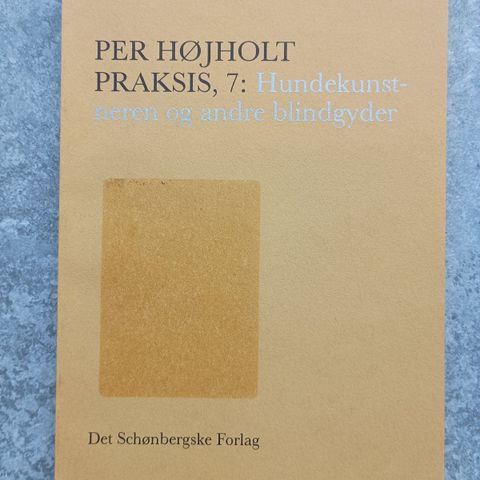 PER HØJHOLT
PRAKSIS, 7: Hundekunst-
neren og andre blindgyder
Det Schønbergske Forlag